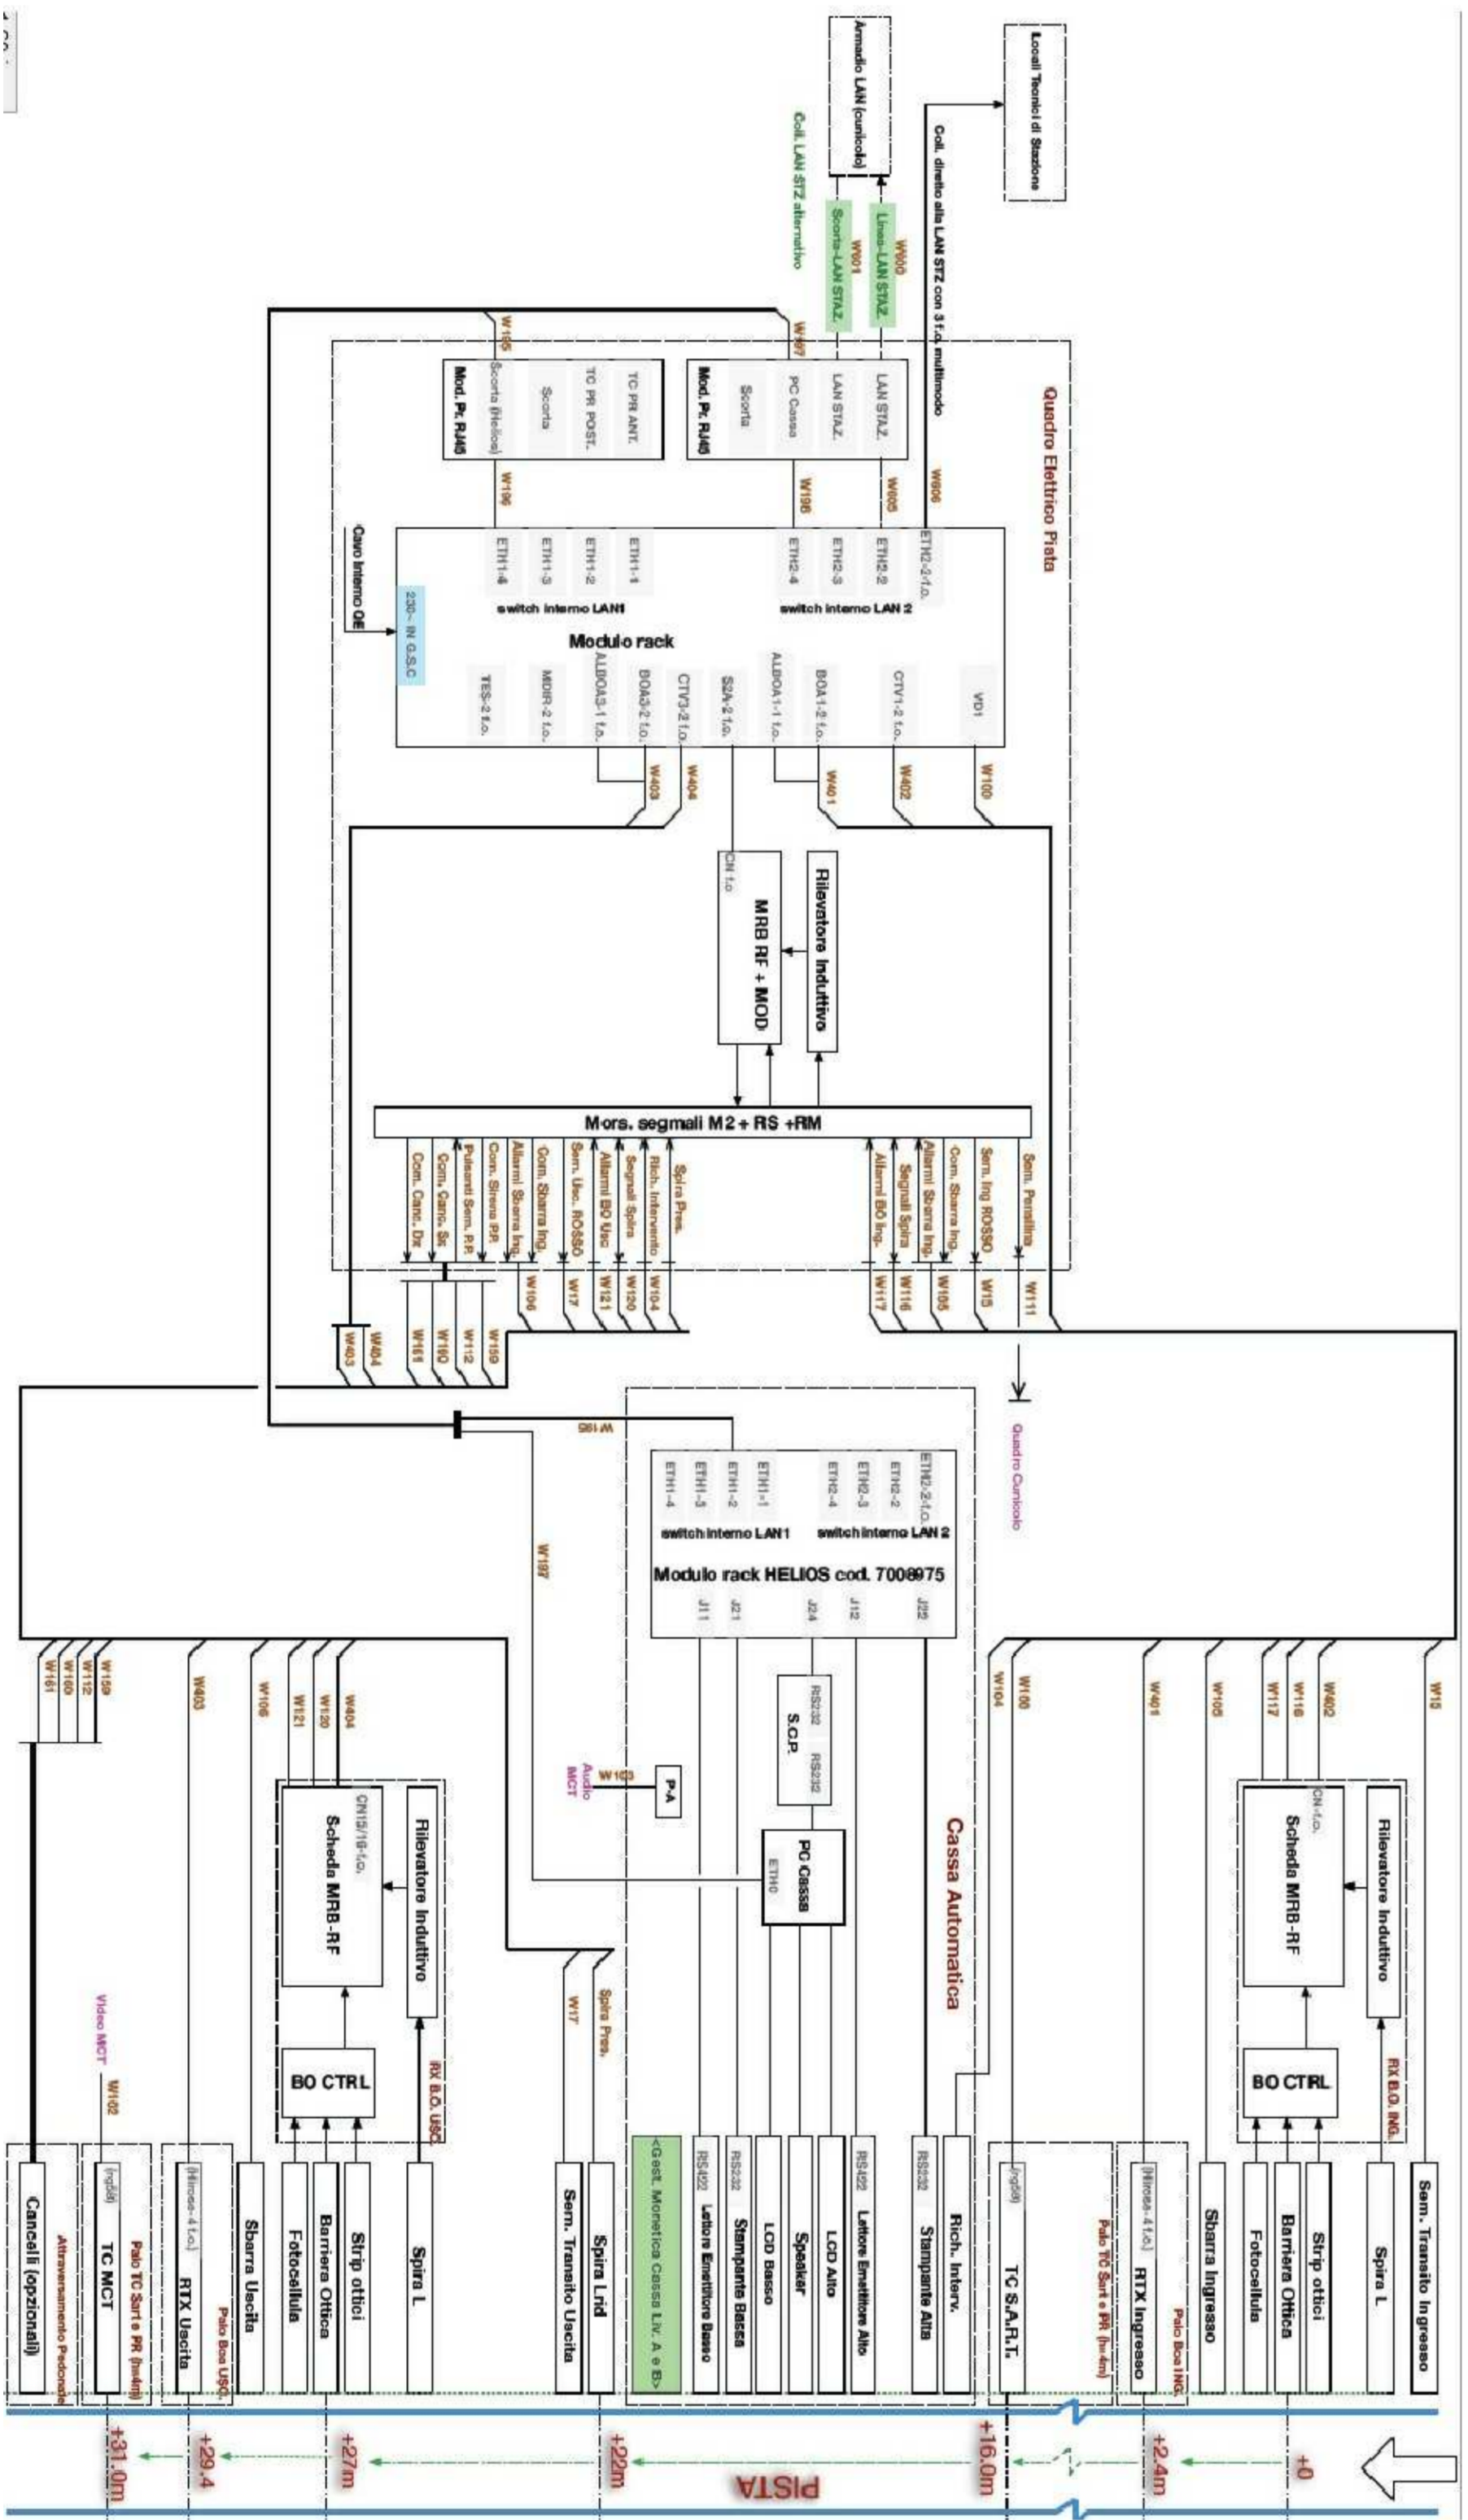 Locali Tecnici di Stazione
Armadio LAN (cunicolo)
Coll. diretto alla LAN STZ con 3 f.o. multimodo
W600
Linea-LAN STAZ.
W601
Scorta-LAN STAZ.
Coll. LAN STZ alternativo
Quadro Elettrico Pista
W606
W197
LAN STAZ.
LAN STAZ.
PC Cassa
Scorta
Mod. Pr. RJ45
W605
W198
W195
TC PR ANT.
TC PR POST.
Scorta
Scorta (Helios)
Mod. Pr. RJ45
W196
Cavo Interno QE
ETH2-2-f.o.
ETH2-2
ETH2-3
ETH2-4
switch interno LAN 2
ETH1-1
ETH1-2
ETH1-3
ETH1-4
switch interno LAN1
230~ IN G.S.C
Modulo rack
VD1
CTV1-2 f.o.
BOA1-2 f.o.
ALBOA1-1 f.o.
S2A-2 f.o.
CTV3-2 f.o.
BOA3-2 f.o.
ALBOA3-1 f.o.
MIDIR-2 f.o.
TES-2 f.o.
W100
W402
W401
W404
W403
Rilevatore Induttivo
CN f.o
MRB RF + MOD
Mors. segmali M2 + RS +RM
Sem. Pensilina
Sem. Ing ROSSO
Com. Sbarra Ing.
Allarmi Sbarra Ing.
Segnali Spira
Allarmi BO Ing.
Spira Pres.
Rich. Intervento
Segnali Spira
Allarmi BO Usc
Sem. Usc. ROSSO
Com. Sbarra Ing.
Allarmi Sbarra Ing.
Com. Sirena P.P.
Pulsanti Sem. P.P.
Com. Canc. Sx
Com. Canc. Dx
W111
W15
W105
W116
W117
W104
W120
W121
W17
W106
W159
W112
W160
W161
W404
W403
Quadro Cunicolo
W195
W197
ETH2-2-f.o.
ETH2-2
ETH2-3
ETH2-4
switch interno LAN 2
ETH1-1
ETH1-2
ETH1-3
ETH1-4
switch interno LAN1
Modulo rack HELIOS cod. 7008975
J22
J12
J24
J21
J11
RS232
RS232
S.C.P.
PC Cassa
ETH0
P-A
W103
Audio
MCT
Cassa Automatica
W15
W402
W116
W117
W105
W401
W100
W104
Rilevatore Induttivo
CN-f.o.
Scheda MRB-RF
BO CTRL
RX B.O. ING.
W404
W120
W121
W106
W403
W159
W112
W160
W161
Rilevatore Induttivo
CN15/16-f.o.
Scheda MRB-RF
BO CTRL
RX B.O. USC.
Spira Pres.
W17
Video MCT
W102
Sem. Transito Ingresso
Spira L
Strip ottici
Barriera Ottica
Fotocellula
Sbarra Ingresso
Palo Boa ING.
(Hirose-4 f.o.)
RTX Ingresso
Palo TC Sart e PR (h=4m)
(rg59)
TC S.A.R.T.
Rich. Interv.
RS232
Stampante Alta
RS422
Lettore Emettitore Alto
LCD Alto
Speaker
LCD Basso
RS232
Stampante Bassa
RS422
Lettore Emettitore Basso
<Gest. Monetica Cassa Liv. A e B>
Spira Lrid
Sem. Transito Uscita
Spira L
Strip ottici
Barriera Ottica
Fotocellula
Sbarra Uscita
Palo Boa USC.
(Hirose-4 f.o.)
RTX Uscita
Palo TC Sart e PR (h=4m)
(rg59)
TC MCT
Attraversamento Pedonale
Cancelli (opzionali)
+0
+2.4m
+16.0m
PISTA
+22m
+27m
+29.4
+31.0m